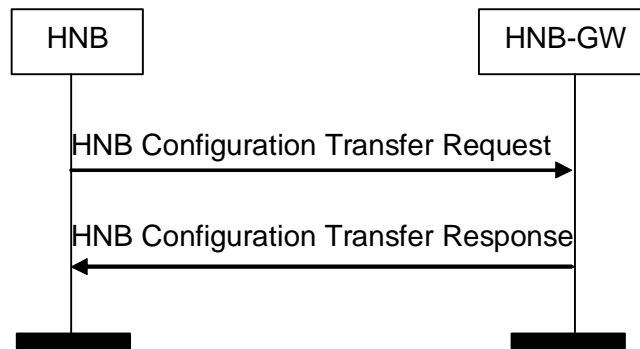 HNB
HNB-GW
HNB Configuration Transfer Request
HNB Configuration Transfer Response